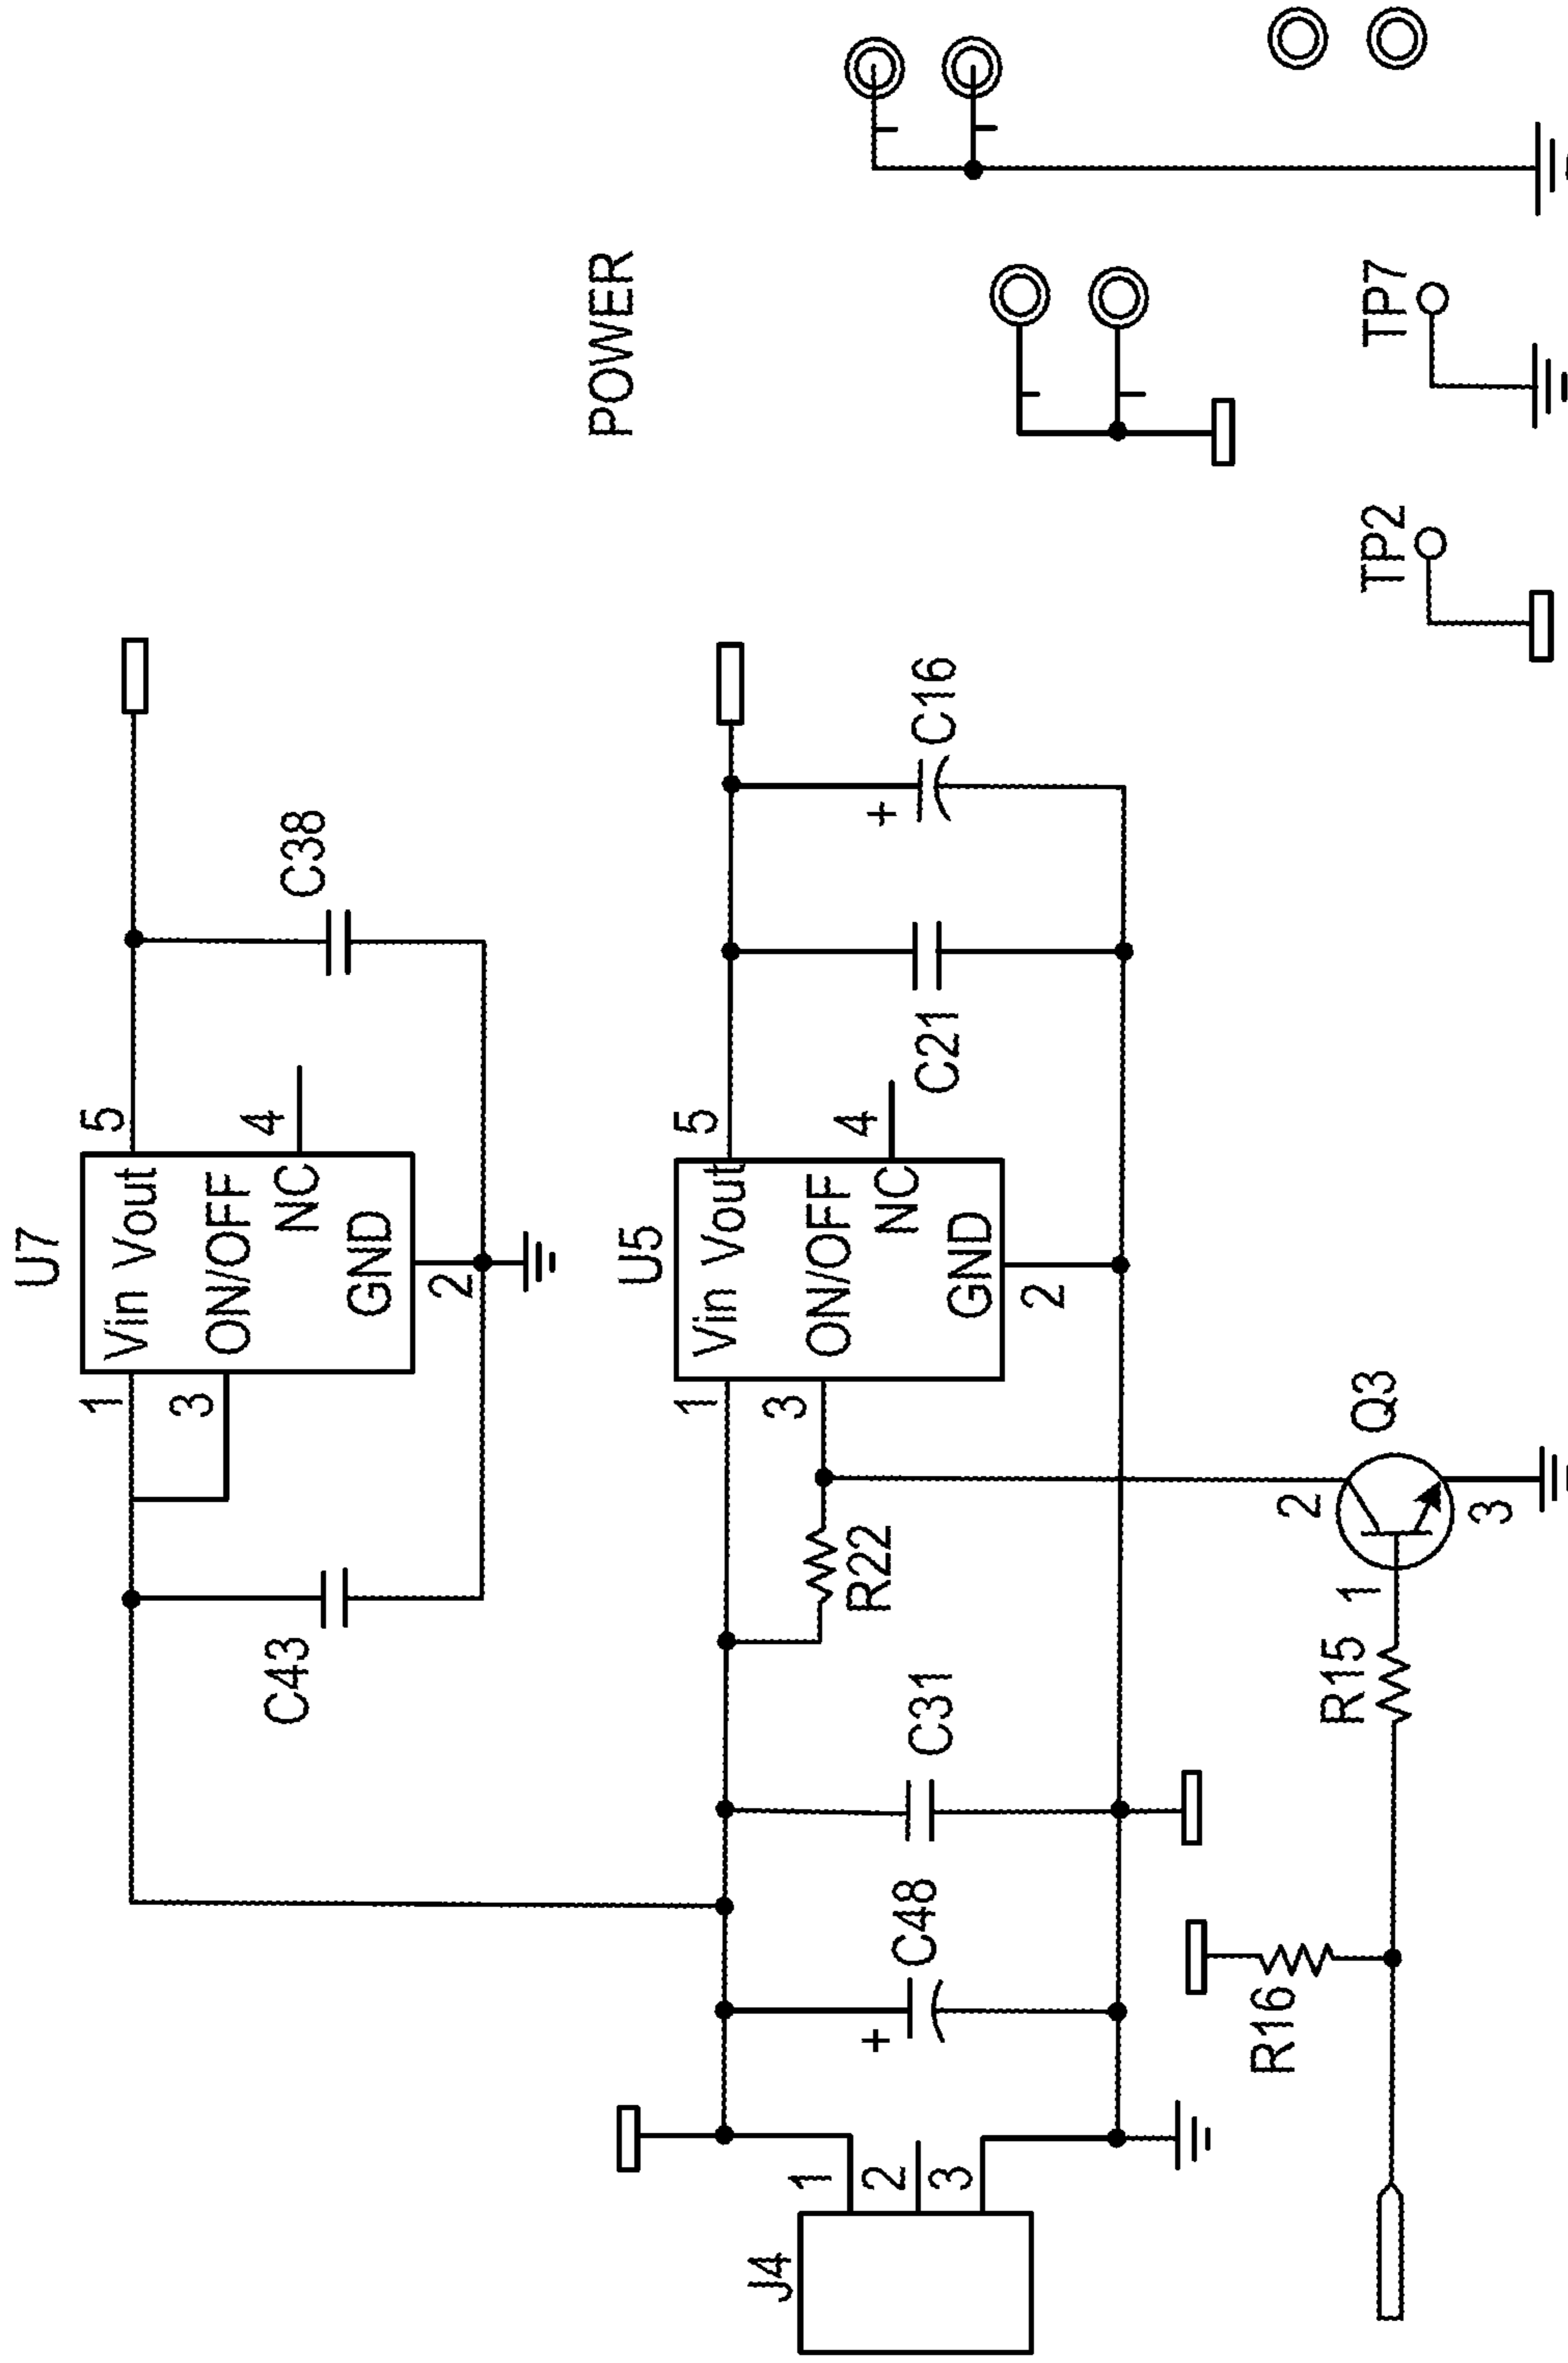 U7
Vin Vout
ON/OFF
NC
GND
1
3
5
4
2
C43
C38
POWER
U5
Vin Vout
ON/OFF
NC
GND
1
3
5
4
2
R22
C48
C31
C21
+
C16
+
J4
1
2
3
R16
R15
1
2
3
Q3
TP2
TP7